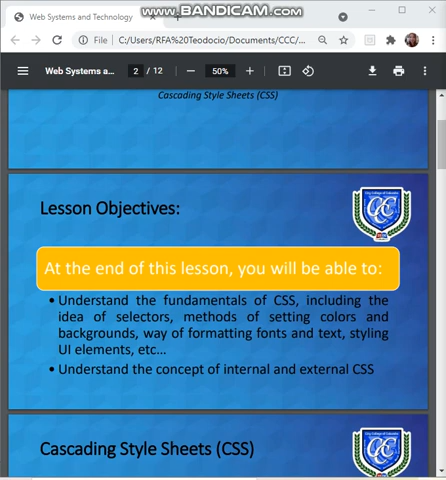 www.BANDICAM.com
Web Systems and Technology
File
C:/Users/RFA%20Teodocio/Documents/CCC/...
Web Systems a...
2 / 12
50%
Cascading Style Sheets (CSS)
Lesson Objectives:
At the end of this lesson, you will be able to:
• Understand the fundamentals of CSS, including the
idea of selectors, methods of setting colors and
backgrounds, way of formatting fonts and text, styling
UI elements, etc...
• Understand the concept of internal and external CSS
Cascading Style Sheets (CSS)